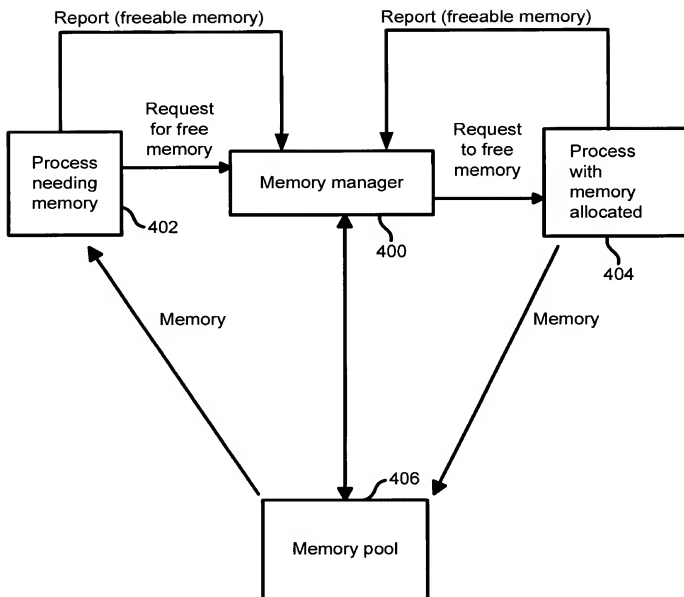 Report (freeable memory)
Report (freeable memory)
Request
for free
memory
Request
to free
memory
Process
needing
memory
402
Memory manager
400
Process
with
memory
allocated
404
Memory
Memory
406
Memory pool